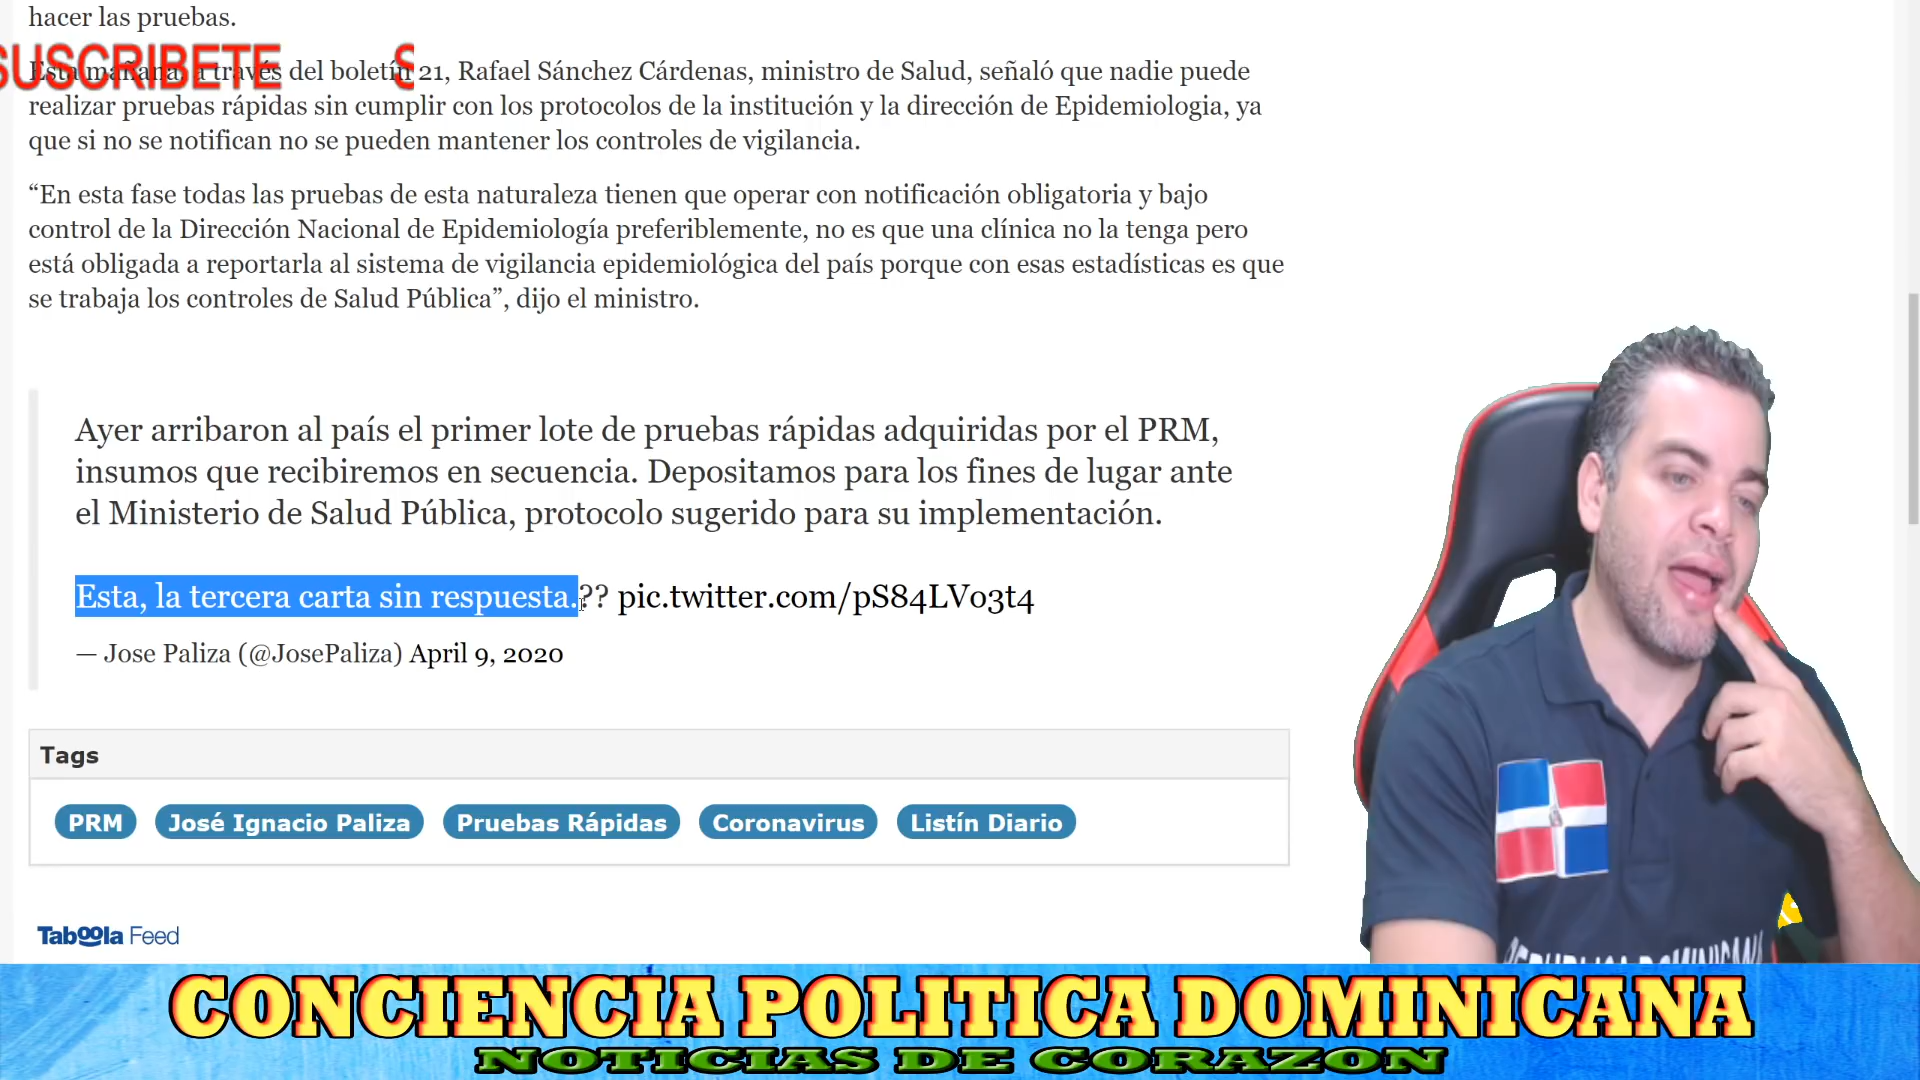 hacer las pruebas.
SUSCRIBETE S
Esta mañana, a través del boletín 21, Rafael Sánchez Cárdenas, ministro de Salud, señaló que nadie puede
realizar pruebas rápidas sin cumplir con los protocolos de la institución y la dirección de Epidemiologia, ya
que si no se notifican no se pueden mantener los controles de vigilancia.
“En esta fase todas las pruebas de esta naturaleza tienen que operar con notificación obligatoria y bajo
control de la Dirección Nacional de Epidemiología preferiblemente, no es que una clínica no la tenga pero
está obligada a reportarla al sistema de vigilancia epidemiológica del país porque con esas estadísticas es que
se trabaja los controles de Salud Pública”, dijo el ministro.
Ayer arribaron al país el primer lote de pruebas rápidas adquiridas por el PRM,
insumos que recibiremos en secuencia. Depositamos para los fines de lugar ante
el Ministerio de Salud Pública, protocolo sugerido para su implementación.
Esta, la tercera carta sin respuesta.?? pic.twitter.com/pS84LVo3t4
— Jose Paliza (@JosePaliza) April 9, 2020
Tags
PRM José Ignacio Paliza Pruebas Rápidas Coronavirus Listín Diario
Taboola Feed
REPUBLICA DOMINICANA
CONCIENCIA POLITICA DOMINICANA
NOTICIAS DE CORAZON